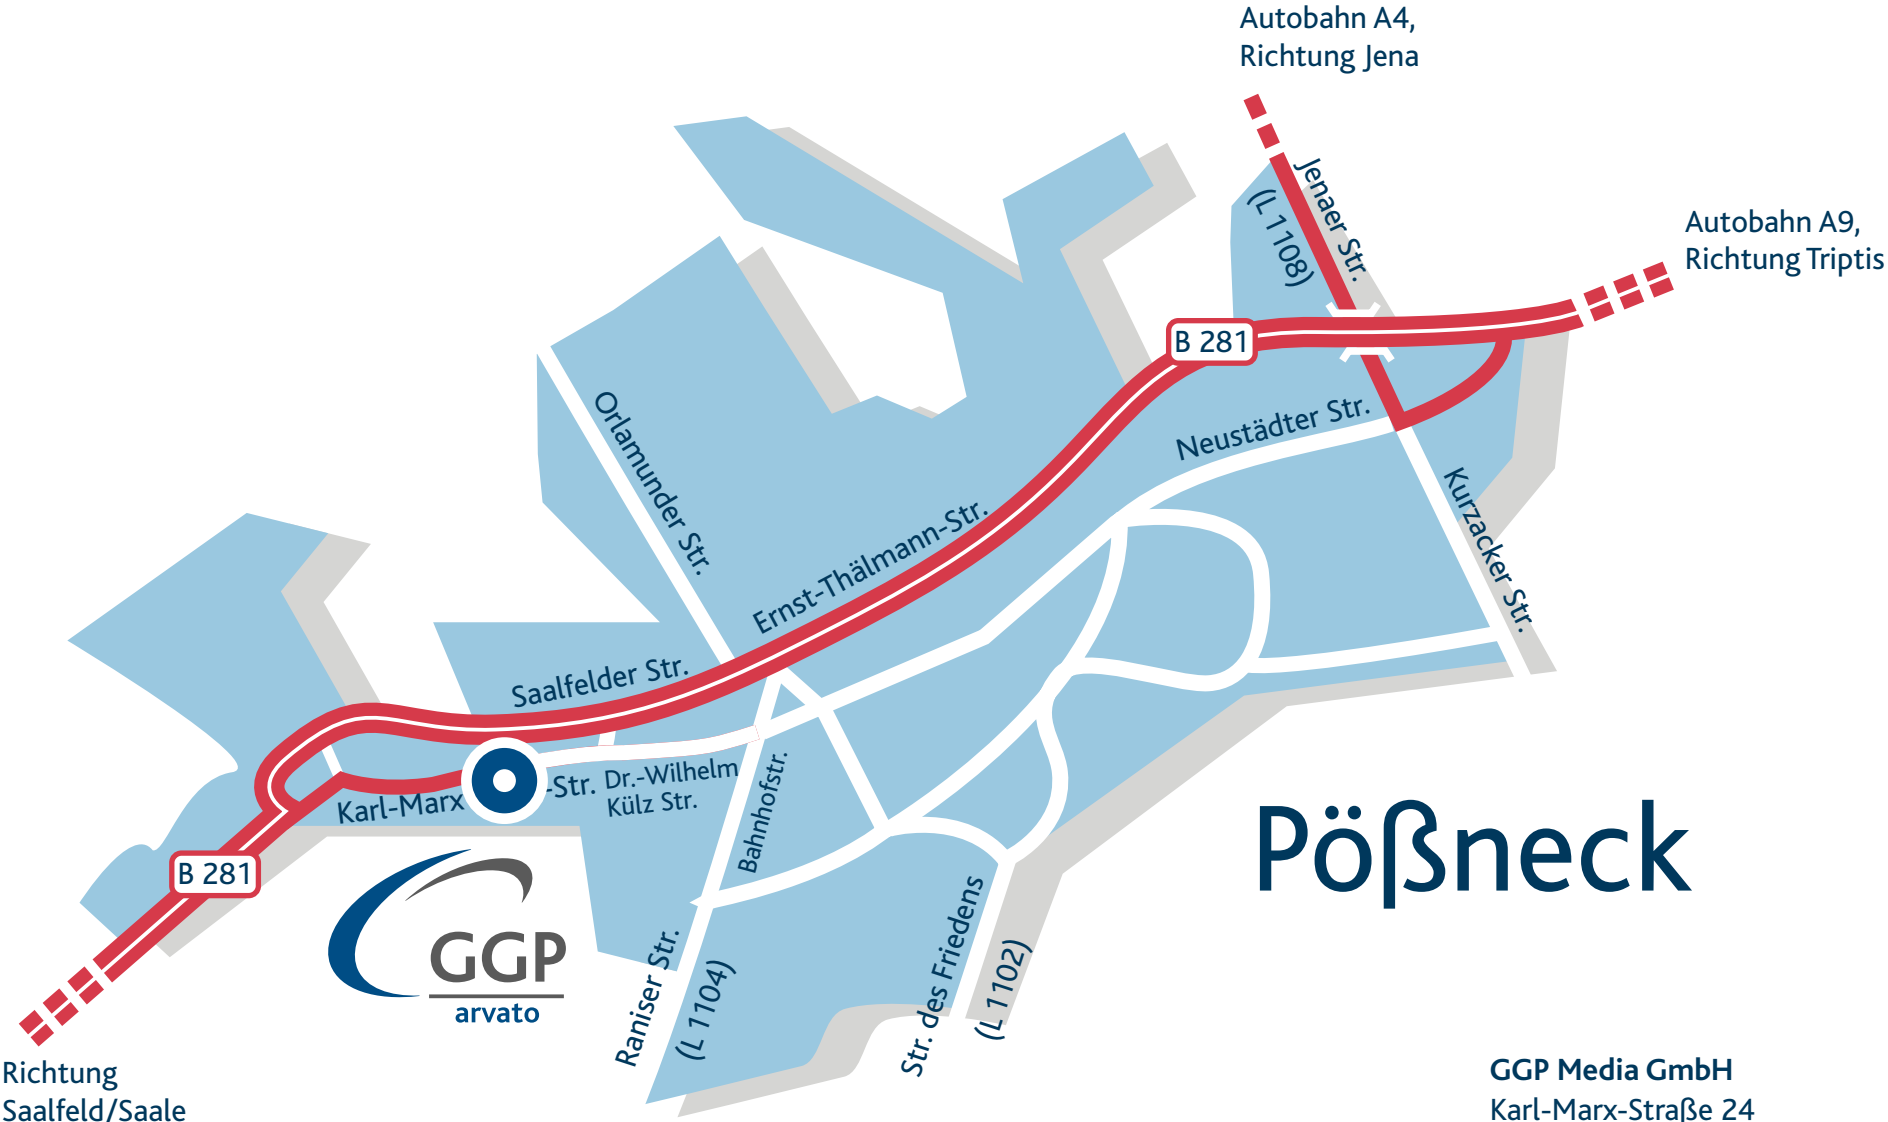 Autobahn A4,
Richtung Jena
Jenaer Str.
(L 1108)
Autobahn A9,
Richtung Triptis
B 281
Orlamunder Str.
Neustädter Str.
Kurzacker Str.
Ernst-Thälmann-Str.
Saalfelder Str.
Karl-Marx -Str.
Dr.-Wilhelm
Külz Str.
Bahnhofstr.
Pößneck
B 281
GGP
arvato
Raniser Str.
(L 1104)
Str. des Friedens
(L 1102)
Richtung
Saalfeld/Saale
GGP Media GmbH
Karl-Marx-Straße 24